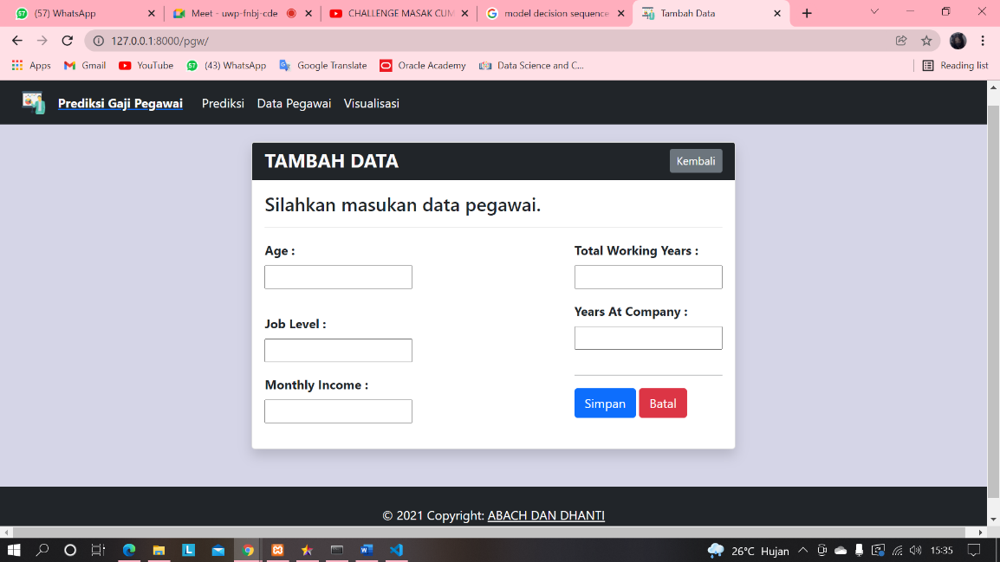 (57) WhatsApp
Meet - uwp-fnbj-cde
CHALLENGE MASAK CUM
model decision sequence
Tambah Data
127.0.0.1:8000/pgw/
Apps
Gmail
YouTube
(43) WhatsApp
Google Translate
Oracle Academy
Data Science and C...
Reading list
Prediksi Gaji Pegawai
Prediksi
Data Pegawai
Visualisasi
TAMBAH DATA
Kembali
Silahkan masukan data pegawai.
Age :
Total Working Years :
Years At Company :
Job Level :
Monthly Income :
Simpan
Batal
© 2021 Copyright: ABACH DAN DHANTI
26°C Hujan
15:35